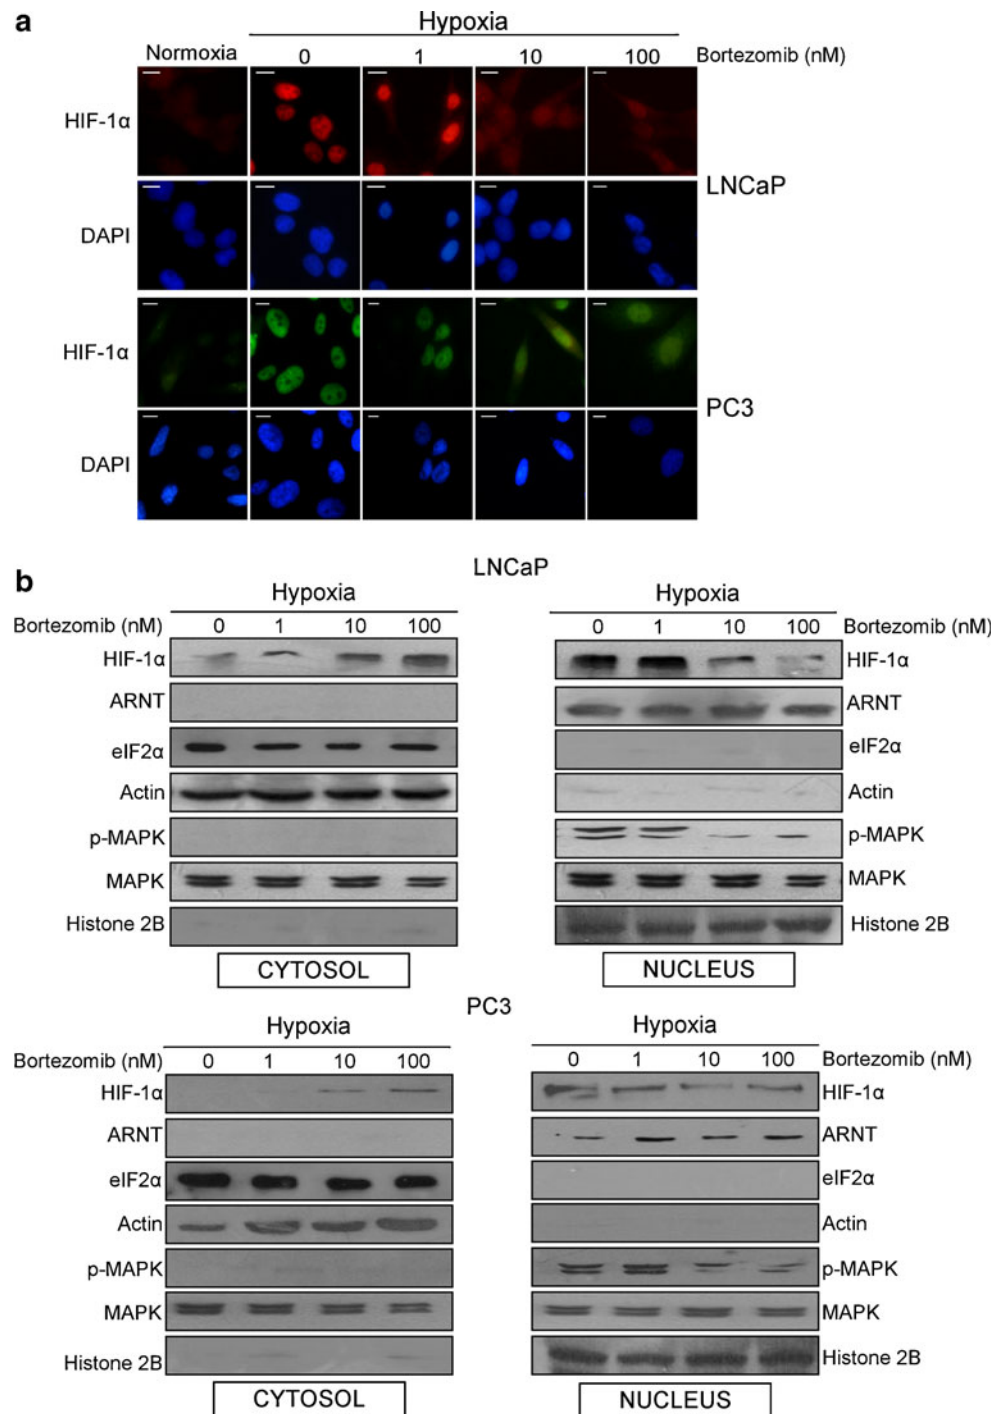 a
Hypoxia
Normoxia 0 1 10 100 Bortezomib (nM)
HIF-1α
LNCaP
DAPI
HIF-1α
PC3
DAPI
b
LNCaP
Hypoxia
Bortezomib (nM) 0 1 10 100
HIF-1α
ARNT
eIF2α
Actin
p-MAPK
MAPK
Histone 2B
CYTOSOL
Hypoxia
0 1 10 100 Bortezomib (nM)
HIF-1α
ARNT
eIF2α
Actin
p-MAPK
MAPK
Histone 2B
NUCLEUS
PC3
Hypoxia
Bortezomib (nM) 0 1 10 100
HIF-1α
ARNT
eIF2α
Actin
p-MAPK
MAPK
Histone 2B
CYTOSOL
Hypoxia
0 1 10 100 Bortezomib (nM)
HIF-1α
ARNT
eIF2α
Actin
p-MAPK
MAPK
Histone 2B
NUCLEUS